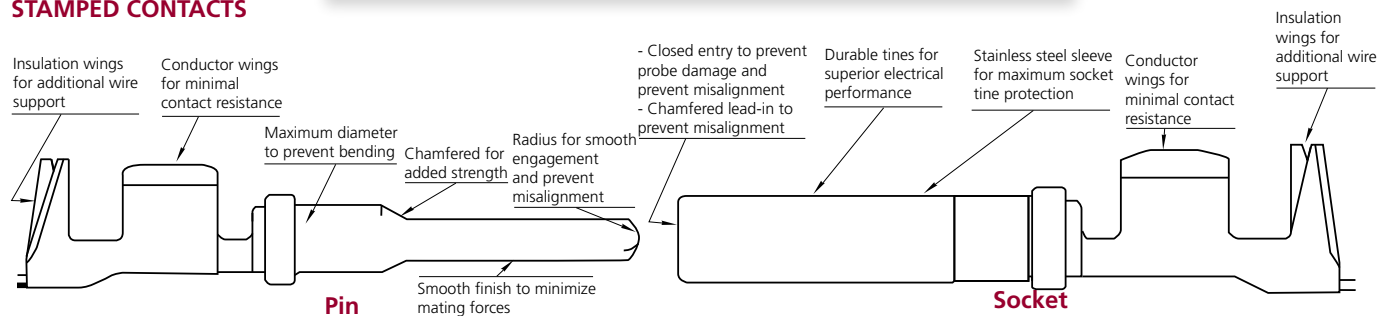 STAMPED CONTACTS
Insulation wings
for additional wire
support
Conductor wings
for minimal
contact resistance
Maximum diameter
to prevent bending
Chamfered for
added strength
Radius for smooth
engagement
and prevent
misalignment
Smooth finish to minimize
mating forces
Pin
- Closed entry to prevent
probe damage and
prevent misalignment
- Chamfered lead-in to
prevent misalignment
Durable tines for
superior electrical
performance
Stainless steel sleeve
for maximum socket
tine protection
Conductor
wings for
minimal contact
resistance
Insulation
wings for
additional wire
support
Socket